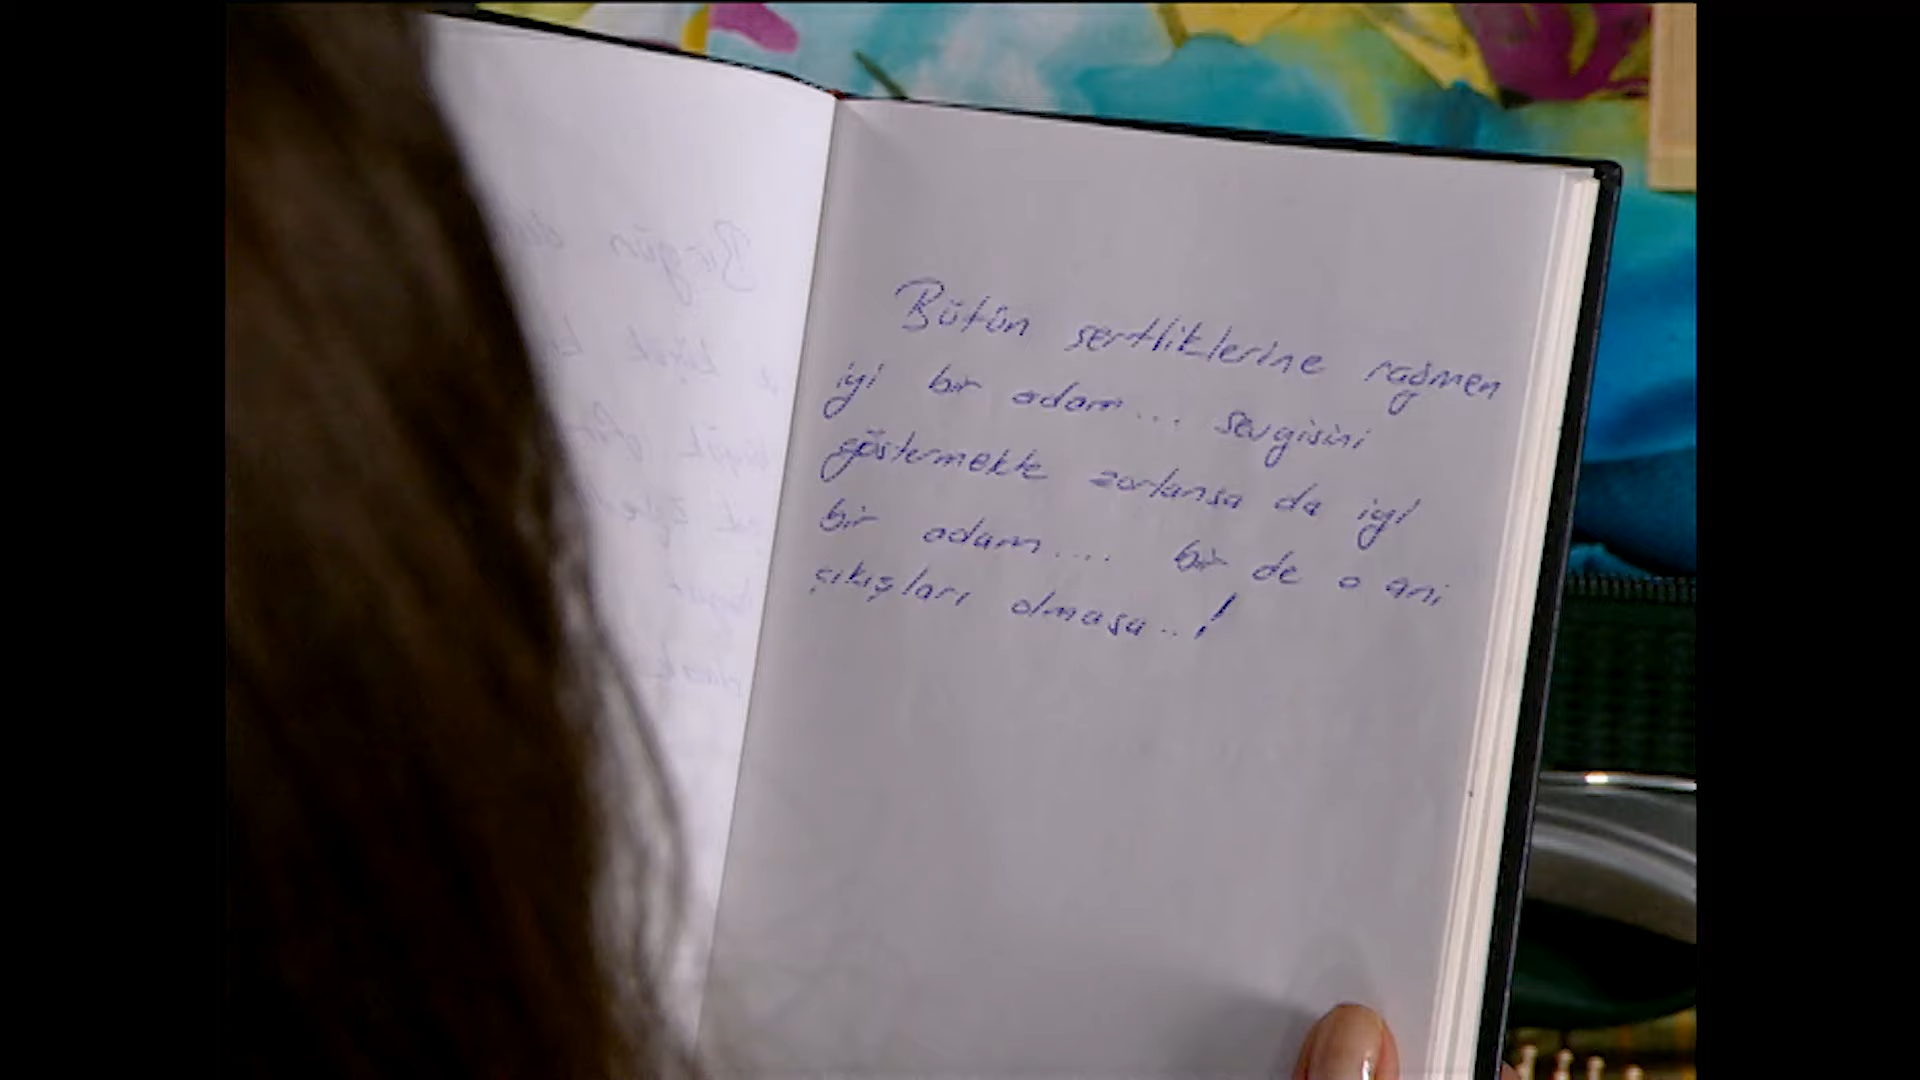 Bütün sertliklerine rağmen
iyi bir adam... sevgisini
göstermekte zorlansa da iyi
bir adam.... bir de o ani
çıkışları olmasa..!